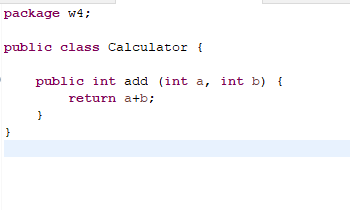 package w4;
public class Calculator {
public int add (int a, int b) {
return a+b;
}
}